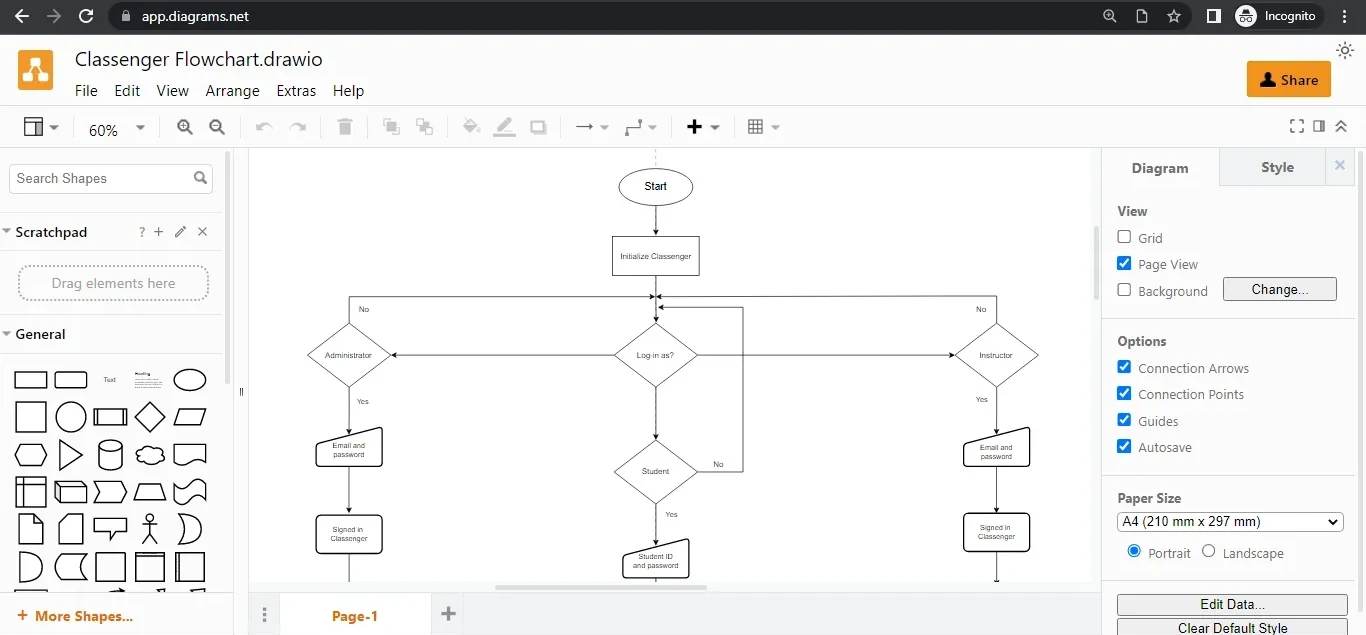 app.diagrams.net
Incognito
Classenger Flowchart.drawio
File Edit View Arrange Extras Help
Share
60%
Search Shapes
Scratchpad
?
Drag elements here
General
Text
Heading
More Shapes...
Start
Initialize Classenger
No
No
Administrator
Log-in as?
Instructor
Yes
Yes
Email and
password
Email and
password
Student
No
Signed in
Classenger
Signed in
Classenger
Yes
Student ID
and password
Page-1
Diagram
Style
View
Grid
Page View
Background
Change...
Options
Connection Arrows
Connection Points
Guides
Autosave
Paper Size
A4 (210 mm x 297 mm)
Portrait
Landscape
Edit Data...
Clear Default Style